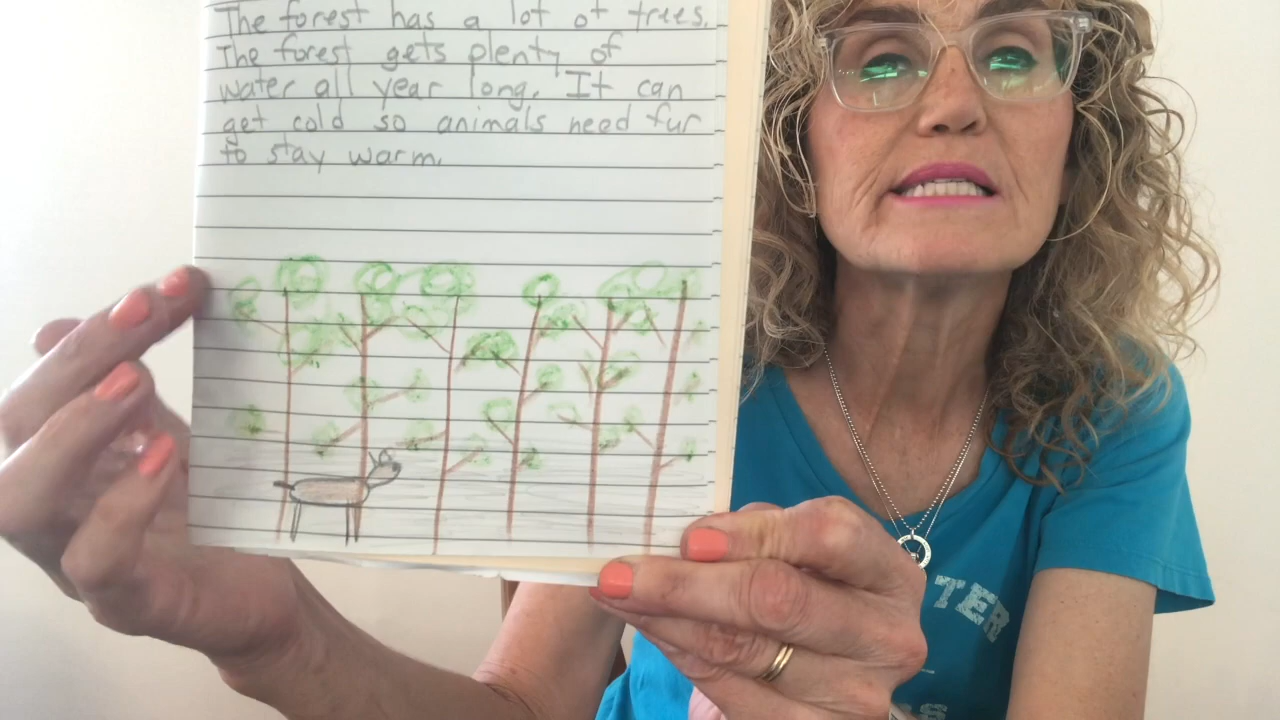 The forest has a lot of trees.
The forest gets plenty of
water all year long. It can
get cold so animals need fur
to stay warm.
TER